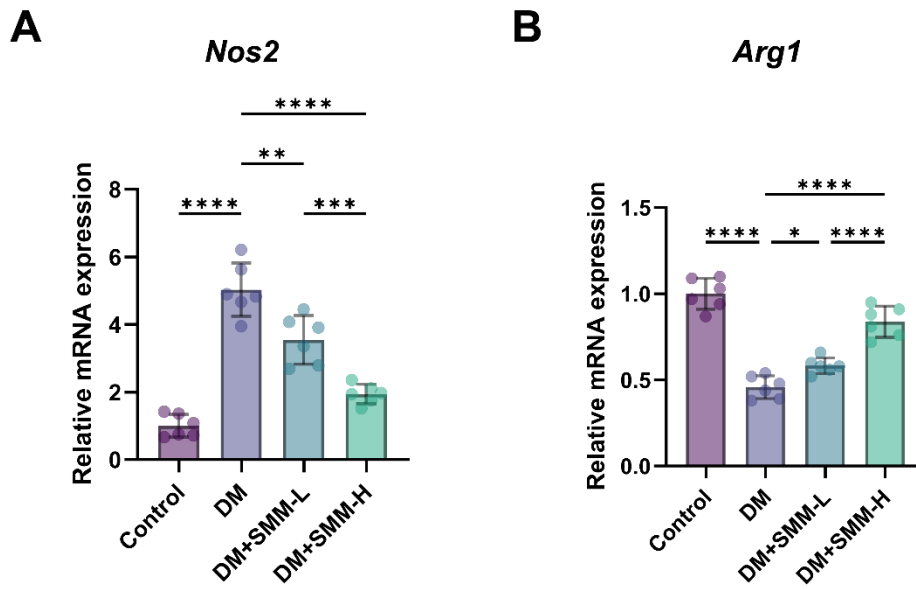 A
Nos2
Relative mRNA expression
8
6
4
2
0
****
**
****
***
Control
DM
DM+SMM-L
DM+SMM-H
B
Arg1
Relative mRNA expression
1.5
1.0
0.5
0.0
****
****
*
****
Control
DM
DM+SMM-L
DM+SMM-H